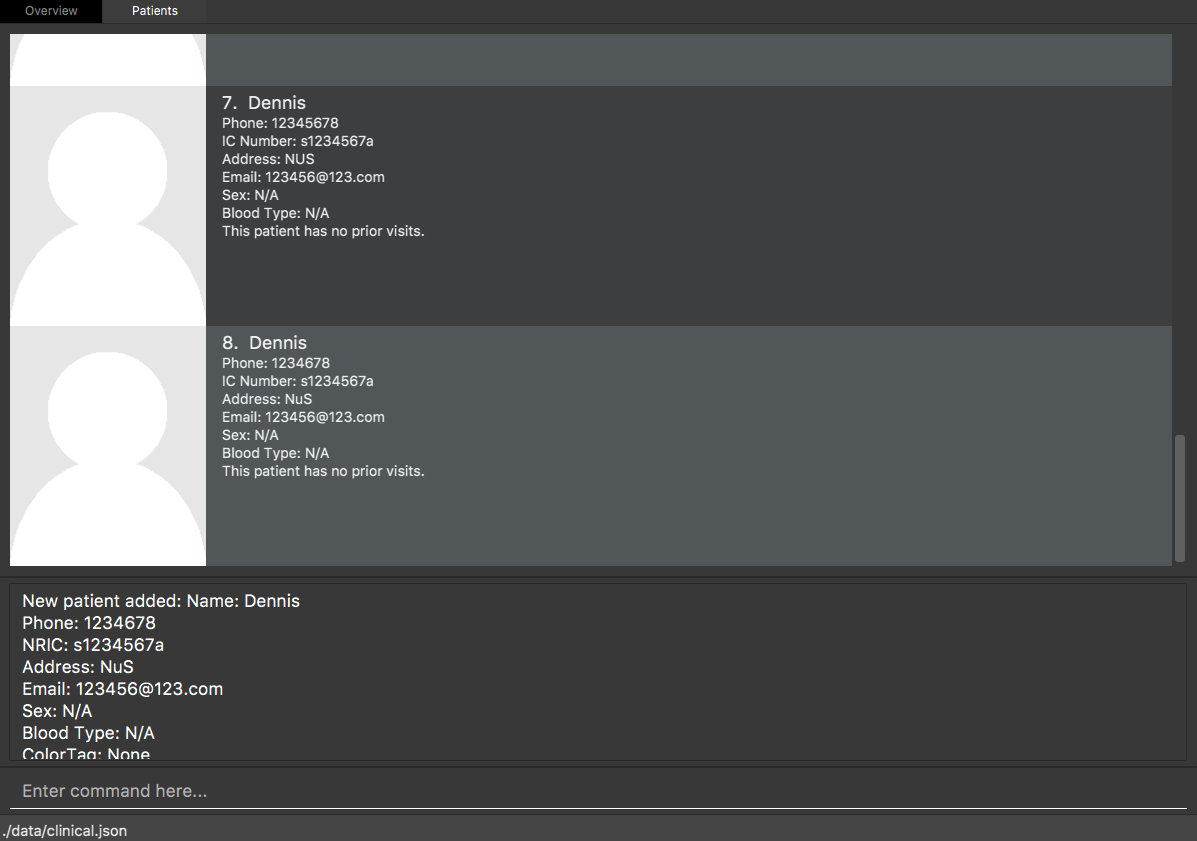 Overview
Patients
7. Dennis
Phone: 12345678
IC Number: s1234567a
Address: NUS
Email: 123456@123.com
Sex: N/A
Blood Type: N/A
This patient has no prior visits.
8. Dennis
Phone: 1234678
IC Number: s1234567a
Address: NuS
Email: 123456@123.com
Sex: N/A
Blood Type: N/A
This patient has no prior visits.
New patient added: Name: Dennis
Phone: 1234678
NRIC: s1234567a
Address: NuS
Email: 123456@123.com
Sex: N/A
Blood Type: N/A
ColorTag: None
Enter command here...
./data/clinical.json